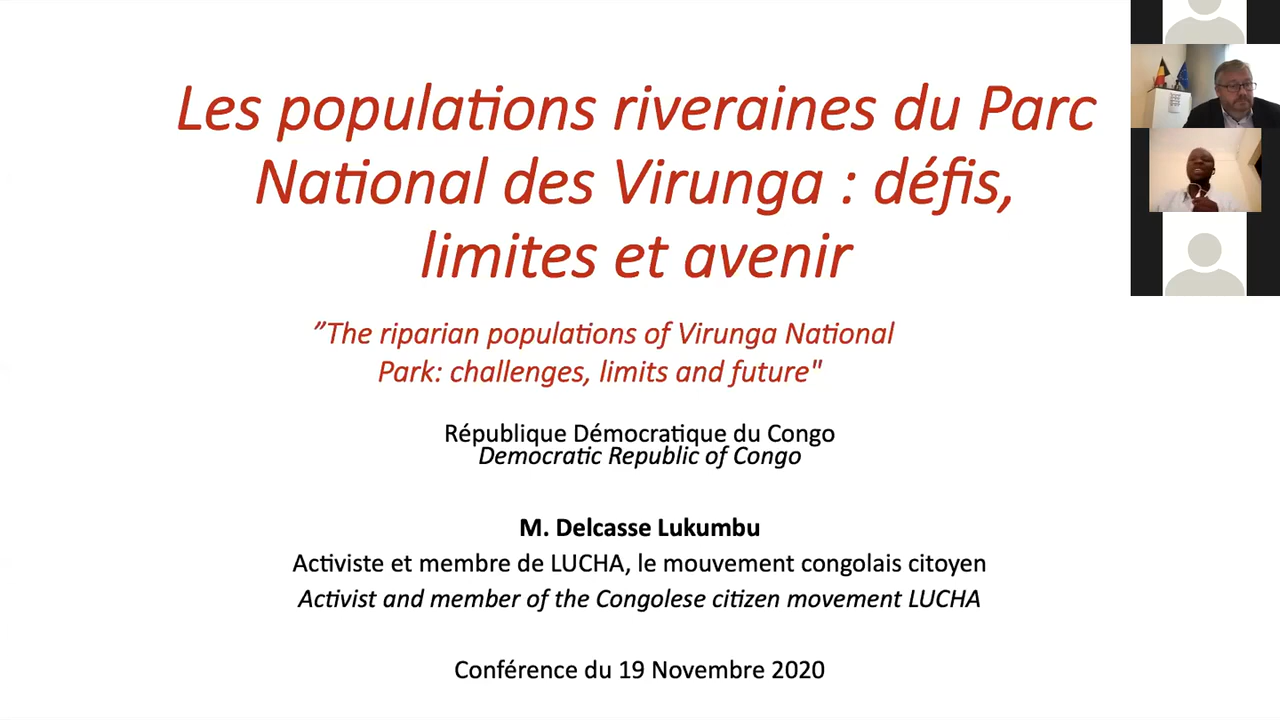 Les populations riveraines du Parc
National des Virunga : défis,
limites et avenir
”The riparian populations of Virunga National
Park: challenges, limits and future"
République Démocratique du Congo
Democratic Republic of Congo
M. Delcasse Lukumbu
Activiste et membre de LUCHA, le mouvement congolais citoyen
Activist and member of the Congolese citizen movement LUCHA
Conférence du 19 Novembre 2020